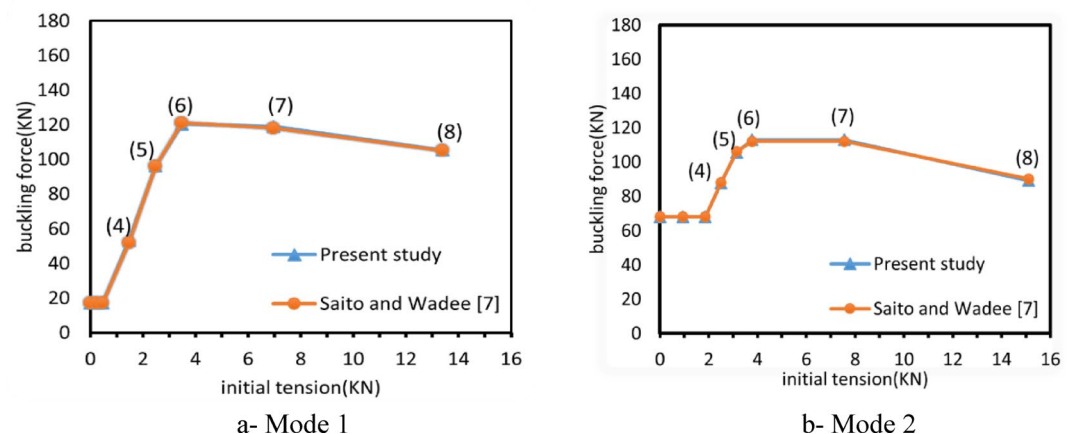 180
160
140
120
100
80
60
40
20
0
buckling force(KN)
(4)
(5)
(6)
(7)
(8)
Present study
Saito and Wadee [7]
0 2 4 6 8 10 12 14 16
initial tension(KN)
a- Mode 1
180
160
140
120
100
80
60
40
20
0
buckling force(KN)
(4)
(5)
(6)
(7)
(8)
Present study
Saito and Wadee [7]
0 2 4 6 8 10 12 14 16
initial tension(KN)
b- Mode 2